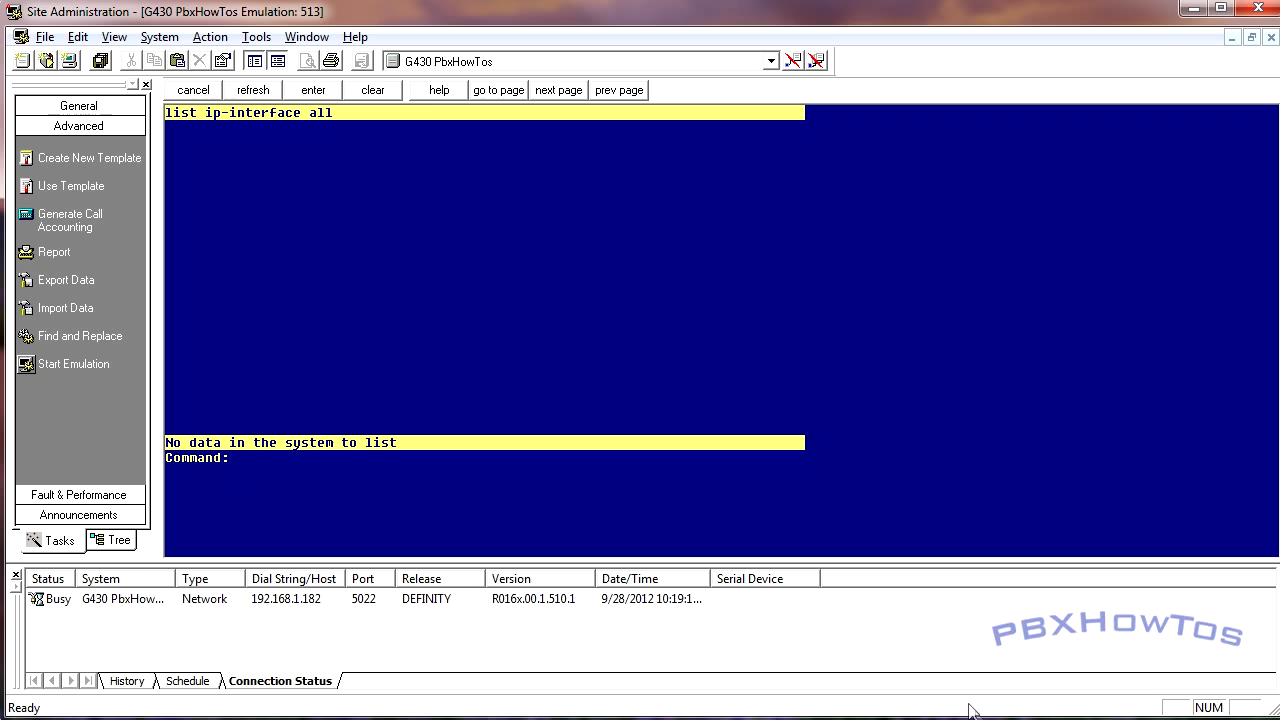 Site Administration - [G430 PbxHowTos Emulation: 513]
File Edit View System Action Tools Window Help
G430 PbxHowTos
cancel refresh enter clear help go to page next page prev page
General
Advanced
Create New Template
Use Template
Generate Call
Accounting
Report
Export Data
Import Data
Find and Replace
Start Emulation
Fault & Performance
Announcements
Tasks Tree
list ip-interface all
No data in the system to list
Command:
Status System Type Dial String/Host Port Release Version Date/Time Serial Device
Busy G430 PbxHow... Network 192.168.1.182 5022 DEFINITY R016x.00.1.510.1 9/28/2012 10:19:1...
PBXHowTos
History Schedule Connection Status
Ready NUM